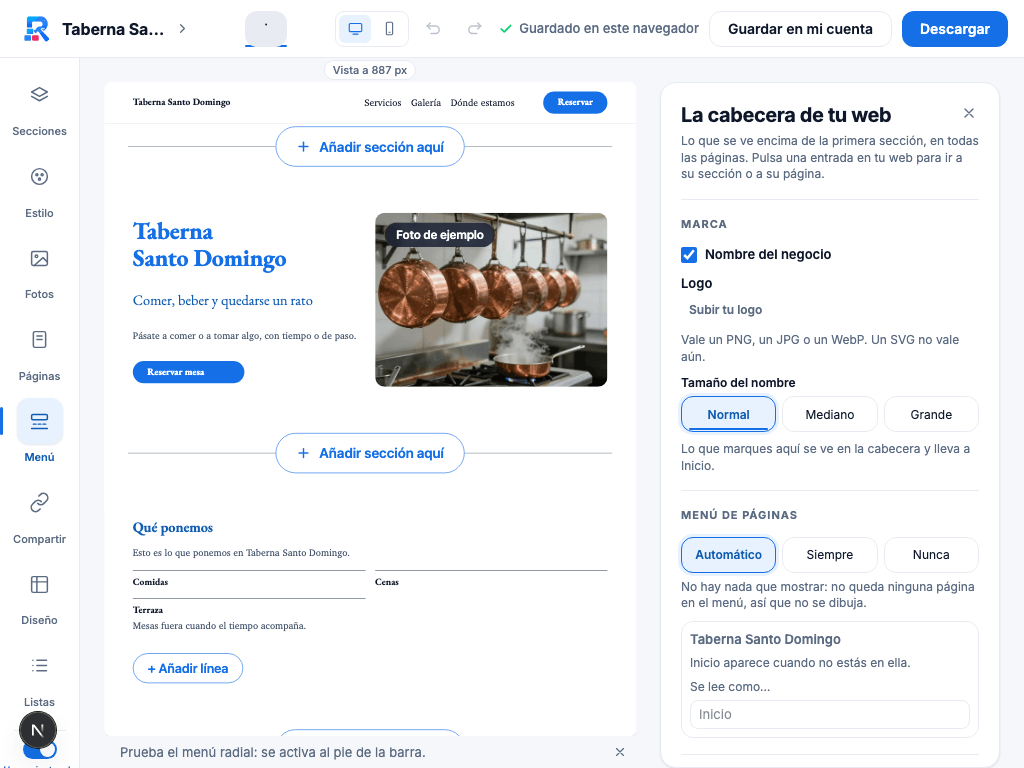 Taberna Sa...
Guardado en este navegador
Guardar en mi cuenta
Descargar
Vista a 887 px
Secciones
Estilo
Fotos
Páginas
Menú
Compartir
Diseño
Listas
N
Taberna Santo Domingo
Servicios
Galería
Dónde estamos
Reservar
+ Añadir sección aquí
Taberna
Santo Domingo
Comer, beber y quedarse un rato
Pásate a comer o a tomar algo, con tiempo o de paso.
Reservar mesa
Foto de ejemplo
+ Añadir sección aquí
Qué ponemos
Esto es lo que ponemos en Taberna Santo Domingo.
Comidas
Cenas
Terraza
Mesas fuera cuando el tiempo acompaña.
+ Añadir línea
Prueba el menú radial: se activa al pie de la barra.
La cabecera de tu web
Lo que se ve encima de la primera sección, en todas
las páginas. Pulsa una entrada en tu web para ir a
su sección o a su página.
MARCA
Nombre del negocio
Logo
Subir tu logo
Vale un PNG, un JPG o un WebP. Un SVG no vale
aún.
Tamaño del nombre
Normal
Mediano
Grande
Lo que marques aquí se ve en la cabecera y lleva a
Inicio.
MENÚ DE PÁGINAS
Automático
Siempre
Nunca
No hay nada que mostrar: no queda ninguna página
en el menú, así que no se dibuja.
Taberna Santo Domingo
Inicio aparece cuando no estás en ella.
Se lee como...
Inicio